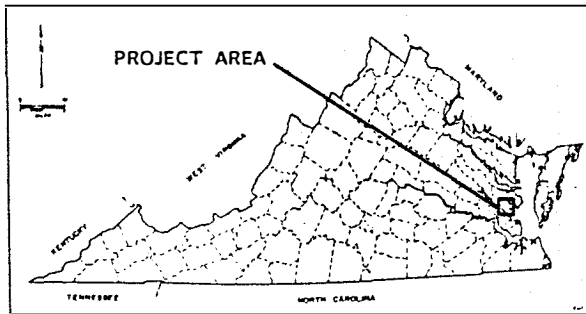 PROJECT AREA
MARYLAND
WEST VIRGINIA
KENTUCKY
TENNESSEE
NORTH CAROLINA